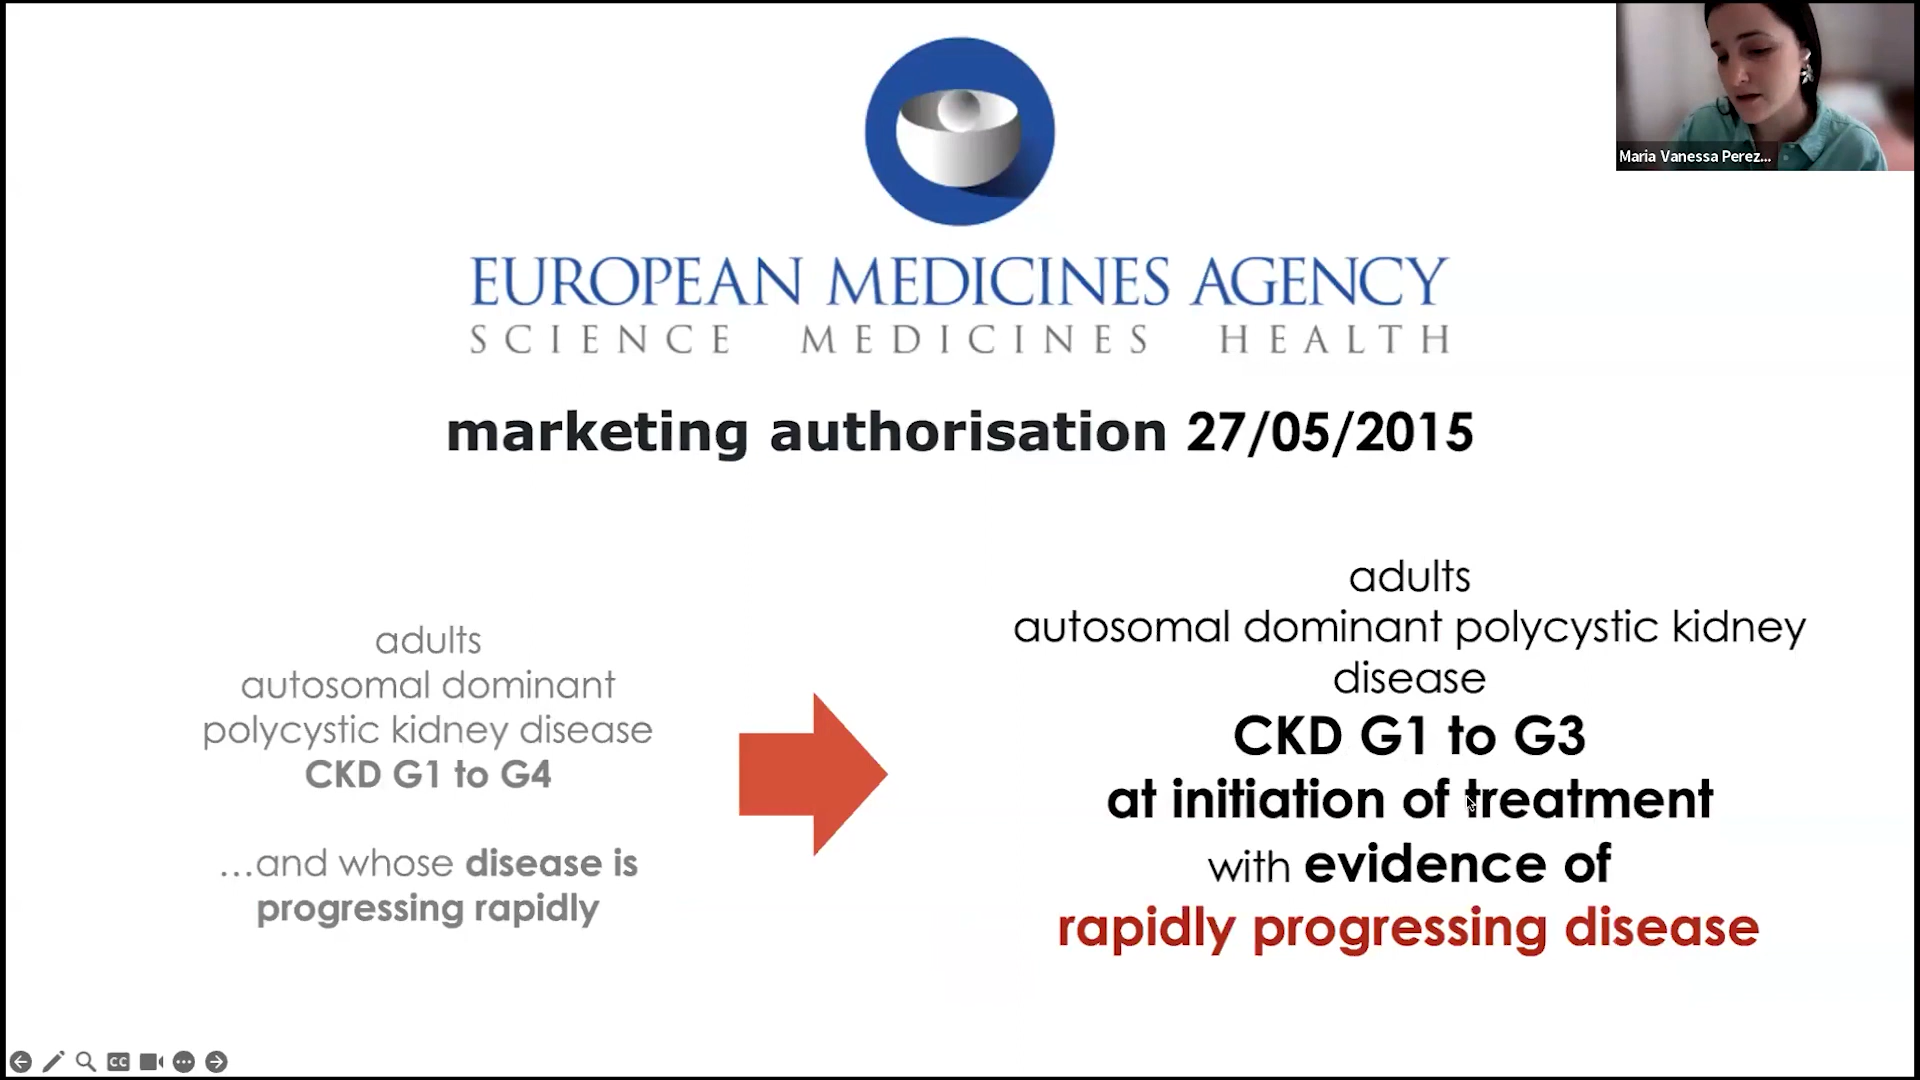 Maria Vanessa Perez...
EUROPEAN MEDICINES AGENCY
SCIENCE MEDICINES HEALTH
marketing authorisation 27/05/2015
adults
autosomal dominant
polycystic kidney disease
CKD G1 to G4
...and whose disease is
progressing rapidly
adults
autosomal dominant polycystic kidney
disease
CKD G1 to G3
at initiation of treatment
with evidence of
rapidly progressing disease
CC